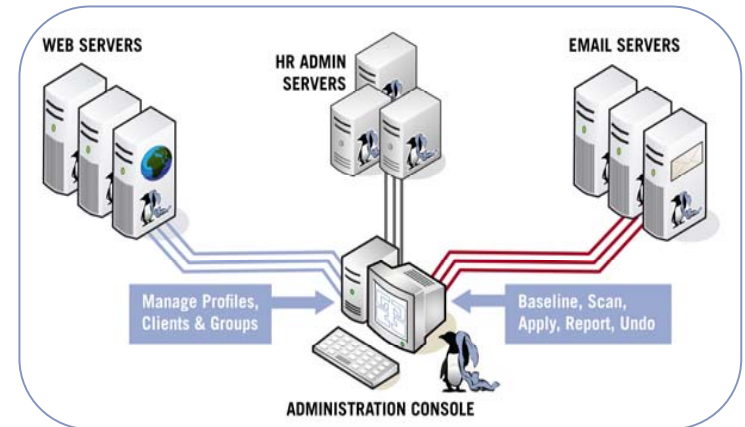 WEB SERVERS
HR ADMIN
SERVERS
EMAIL SERVERS
Manage Profiles,
Clients & Groups
Baseline, Scan,
Apply, Report, Undo
ADMINISTRATION CONSOLE